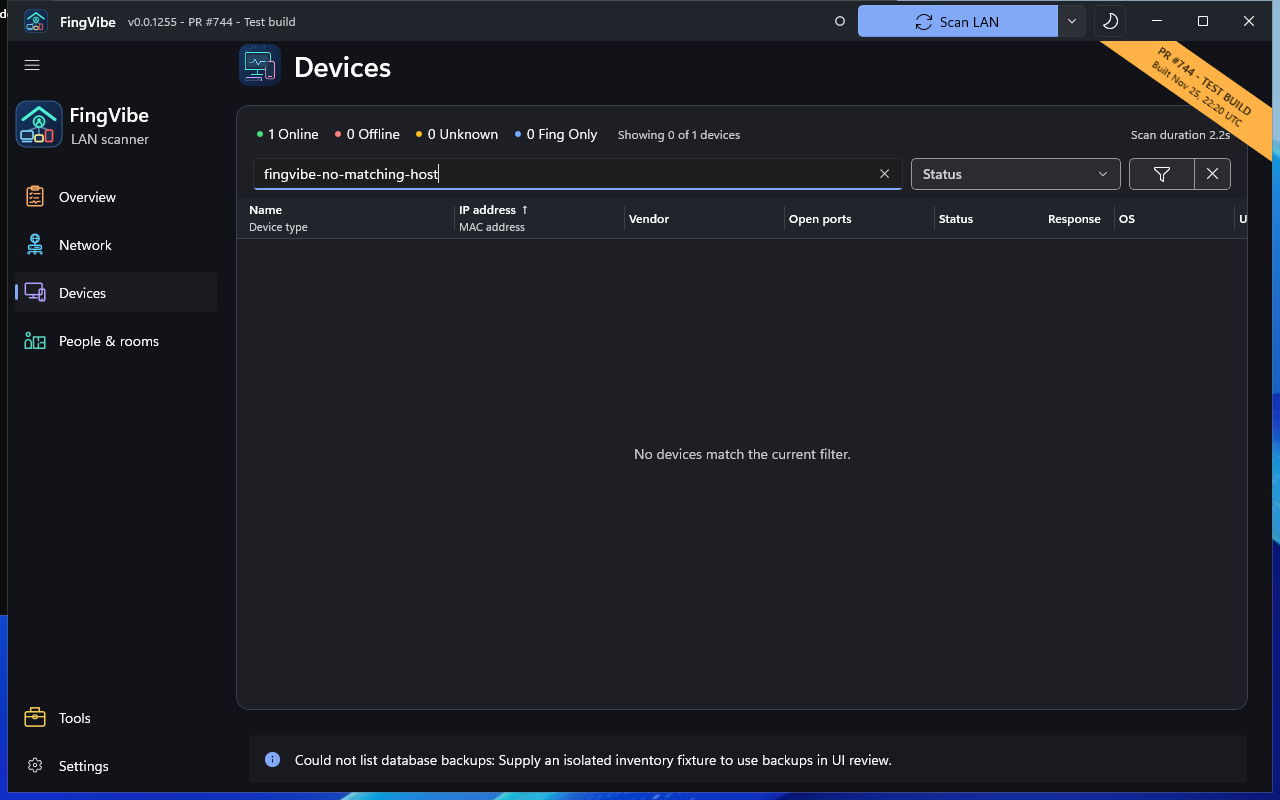 FingVibe v0.0.1255 - PR #744 - Test build
Scan LAN
PR #744 - TEST BUILD
Built Nov 25, 22:20 UTC
Devices
FingVibe
LAN scanner
Overview
Network
Devices
People & rooms
Tools
Settings
1 Online 0 Offline 0 Unknown 0 Fing Only Showing 0 of 1 devices Scan duration 2.2s
fingvibe-no-matching-host
Status
Name
Device type
IP address ↑
MAC address
Vendor
Open ports
Status
Response
OS
U
No devices match the current filter.
Could not list database backups: Supply an isolated inventory fixture to use backups in UI review.